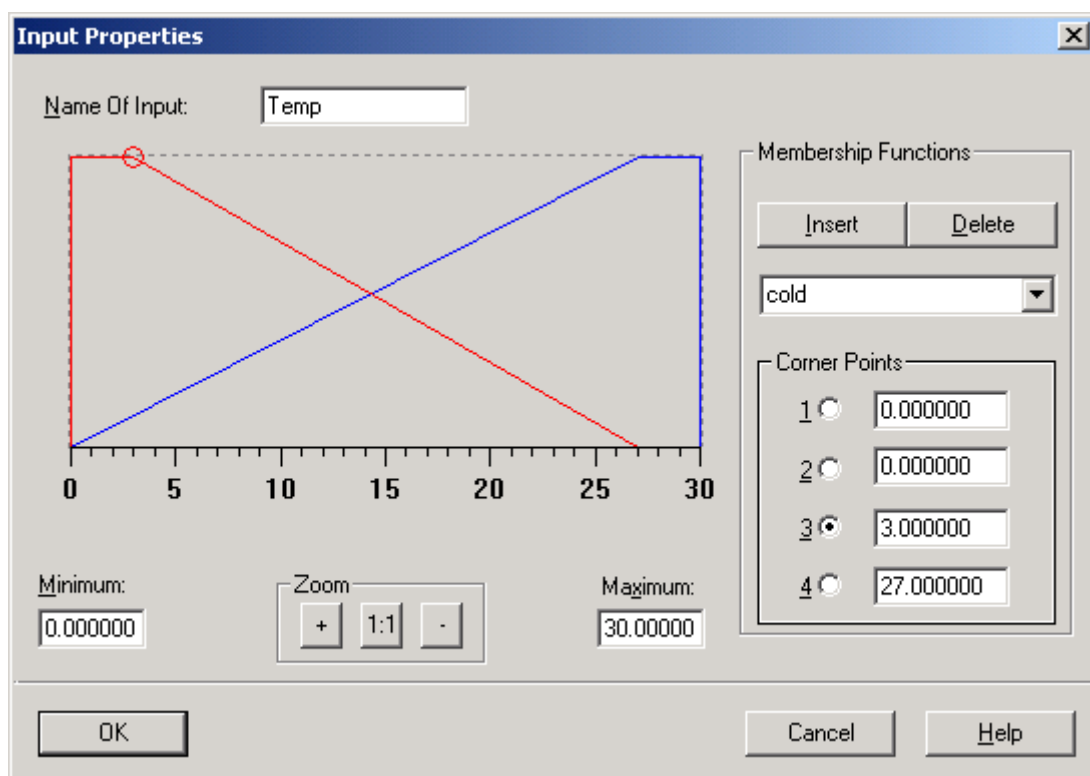 Input Properties
Name Of Input:
Temp
Membership Functions
Insert
Delete
cold
Corner Points
1
0.000000
2
0.000000
3
3.000000
4
27.000000
0 5 10 15 20 25 30
Minimum:
0.000000
Zoom
+
1:1
-
Maximum:
30.00000
OK
Cancel
Help